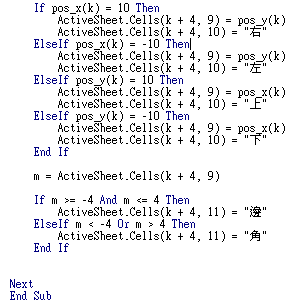 If pos_x(k) = 10 Then
ActiveSheet.Cells(k + 4, 9) = pos_y(k)
ActiveSheet.Cells(k + 4, 10) = "右"
ElseIf pos_x(k) = -10 Then
ActiveSheet.Cells(k + 4, 9) = pos_y(k)
ActiveSheet.Cells(k + 4, 10) = "左"
ElseIf pos_y(k) = 10 Then
ActiveSheet.Cells(k + 4, 9) = pos_x(k)
ActiveSheet.Cells(k + 4, 10) = "上"
ElseIf pos_y(k) = -10 Then
ActiveSheet.Cells(k + 4, 9) = pos_x(k)
ActiveSheet.Cells(k + 4, 10) = "下"
End If
m = ActiveSheet.Cells(k + 4, 9)
If m >= -4 And m <= 4 Then
ActiveSheet.Cells(k + 4, 11) = "邊"
ElseIf m < -4 Or m > 4 Then
ActiveSheet.Cells(k + 4, 11) = "角"
End If
Next
End Sub